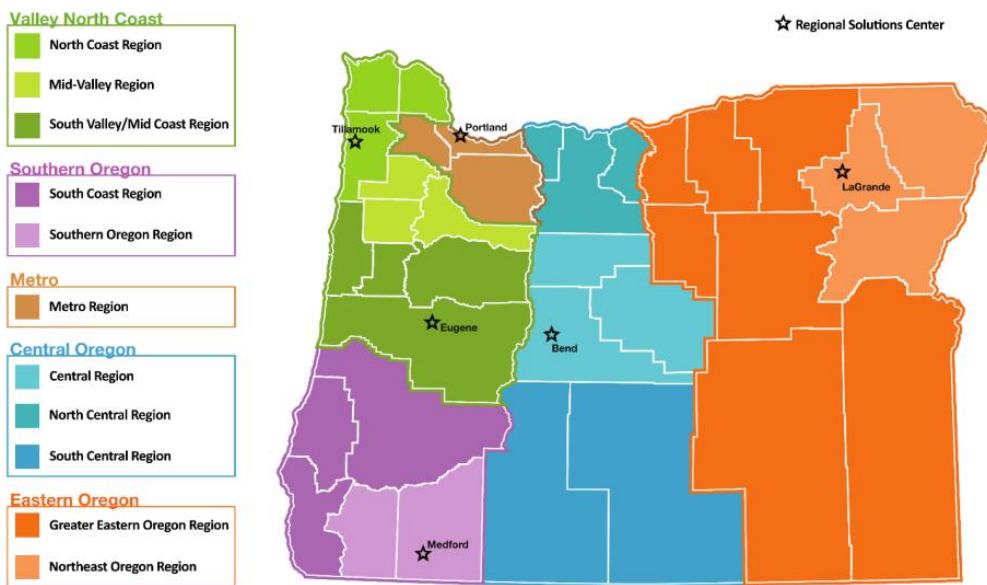 Valley North Coast
North Coast Region
Mid-Valley Region
South Valley/Mid Coast Region
Southern Oregon
South Coast Region
Southern Oregon Region
Metro
Metro Region
Central Oregon
Central Region
North Central Region
South Central Region
Eastern Oregon
Greater Eastern Oregon Region
Northeast Oregon Region
Regional Solutions Center
Tillamook
Portland
LaGrande
Eugene
Bend
Medford